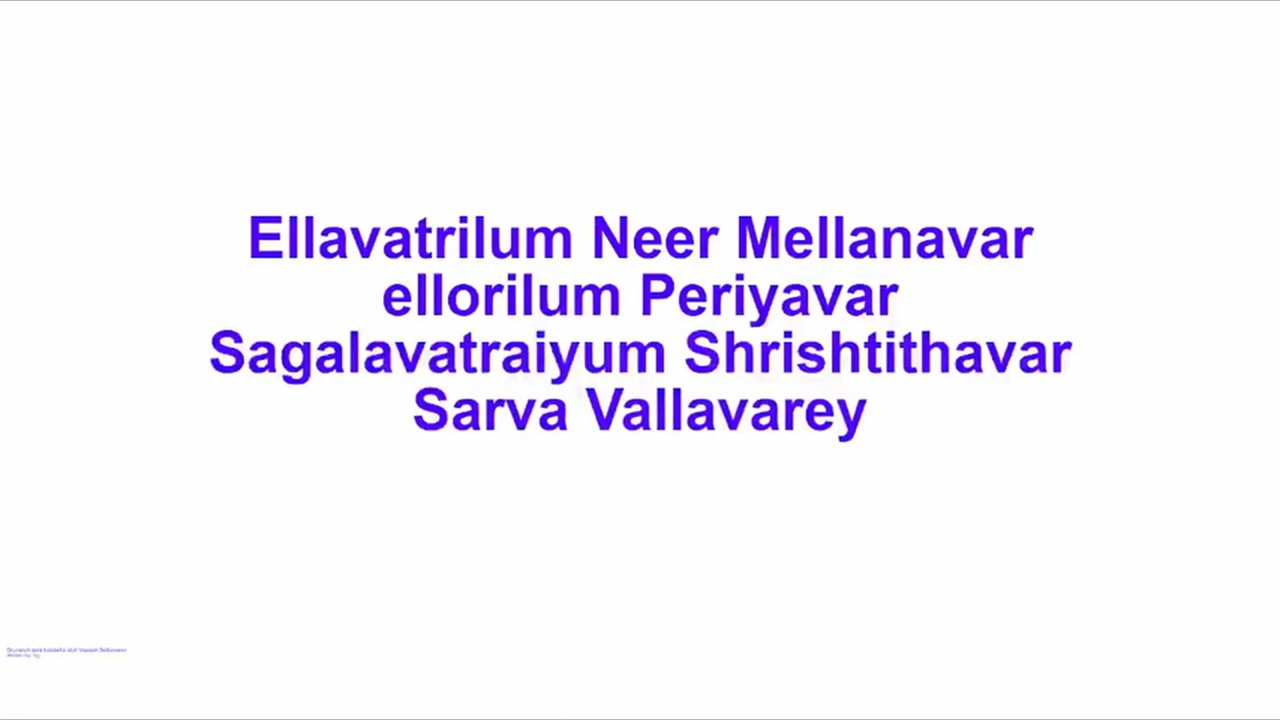 Ellavatrilum Neer Mellanavar
ellorilum Periyavar
Sagalavatraiyum Shrishtithavar
Sarva Vallavarey